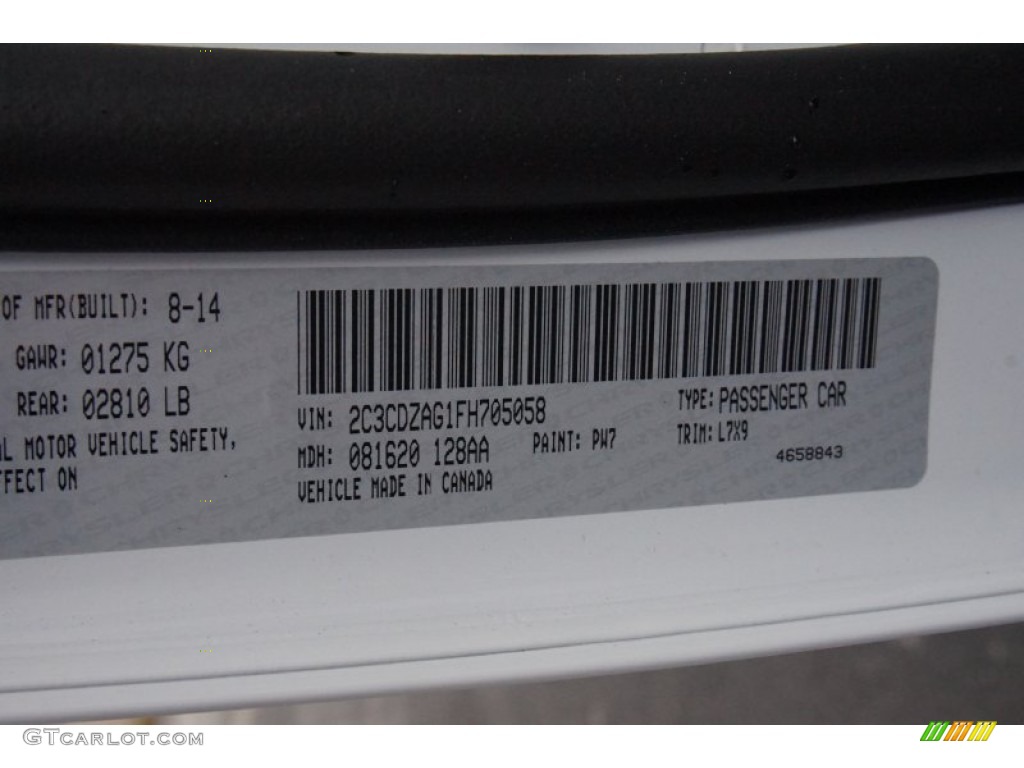 OF MFR(BUILT): 8-14
GAWR: 01275 KG
REAR: 02810 LB
MOTOR VEHICLE SAFETY,
ON
VIN: 2C3CDZAG1FH705058
TYPE: PASSENGER CAR
MDH: 081620 128AA
PAINT: PW7
TRIM: L7X9
VEHICLE MADE IN CANADA
4658843
GTCARLOT.COM